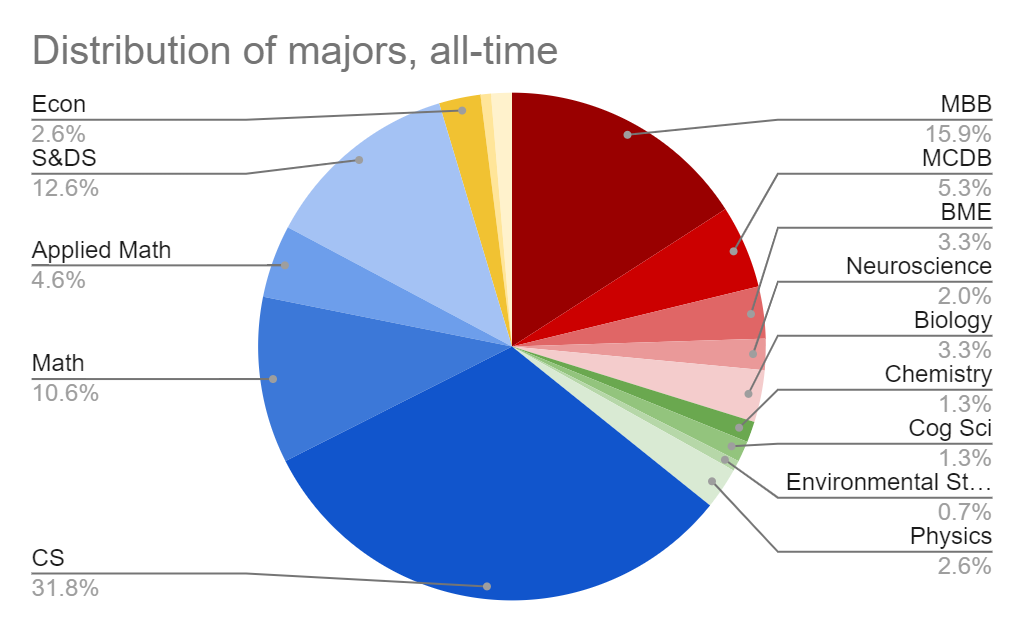 Distribution of majors, all-time
Econ
2.6%
S&DS
12.6%
Applied Math
4.6%
Math
10.6%
CS
31.8%
MBB
15.9%
MCDB
5.3%
BME
3.3%
Neuroscience
2.0%
Biology
3.3%
Chemistry
1.3%
Cog Sci
1.3%
Environmental St…
0.7%
Physics
2.6%